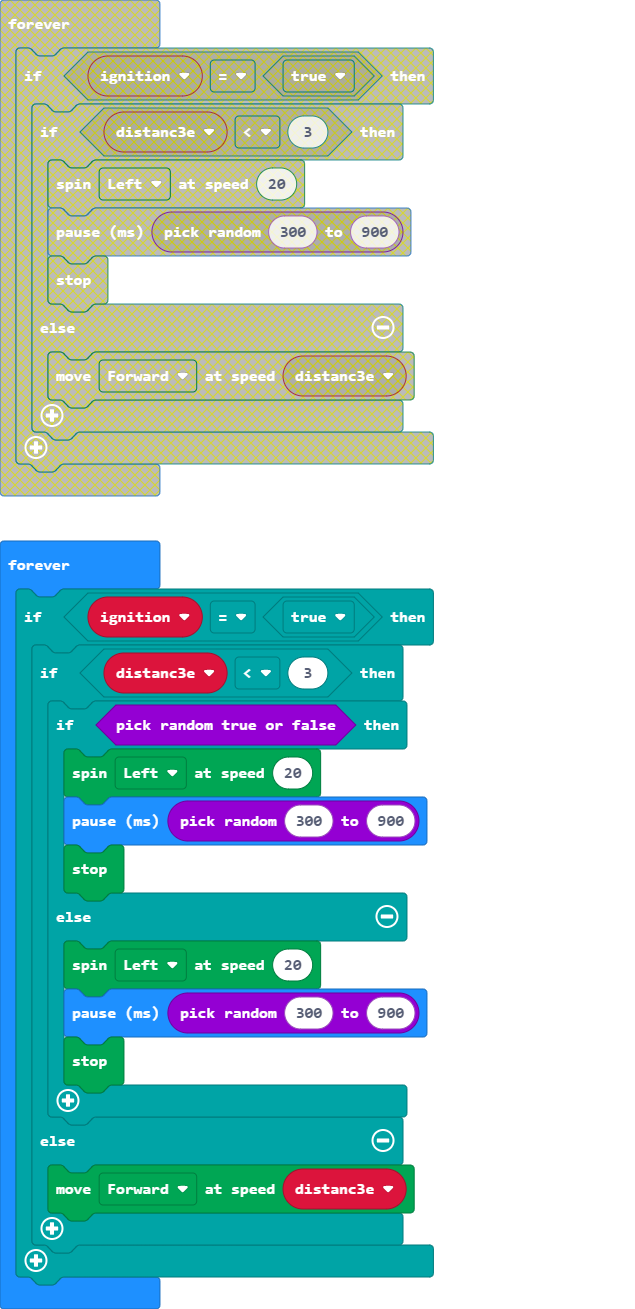 forever
if ignition = true then
if distanc3e < 3 then
spin Left at speed 20
pause (ms) pick random 300 to 900
stop
else
move Forward at speed distanc3e
forever
if ignition = true then
if distanc3e < 3 then
if pick random true or false then
spin Left at speed 20
pause (ms) pick random 300 to 900
stop
else
spin Left at speed 20
pause (ms) pick random 300 to 900
stop
else
move Forward at speed distanc3e